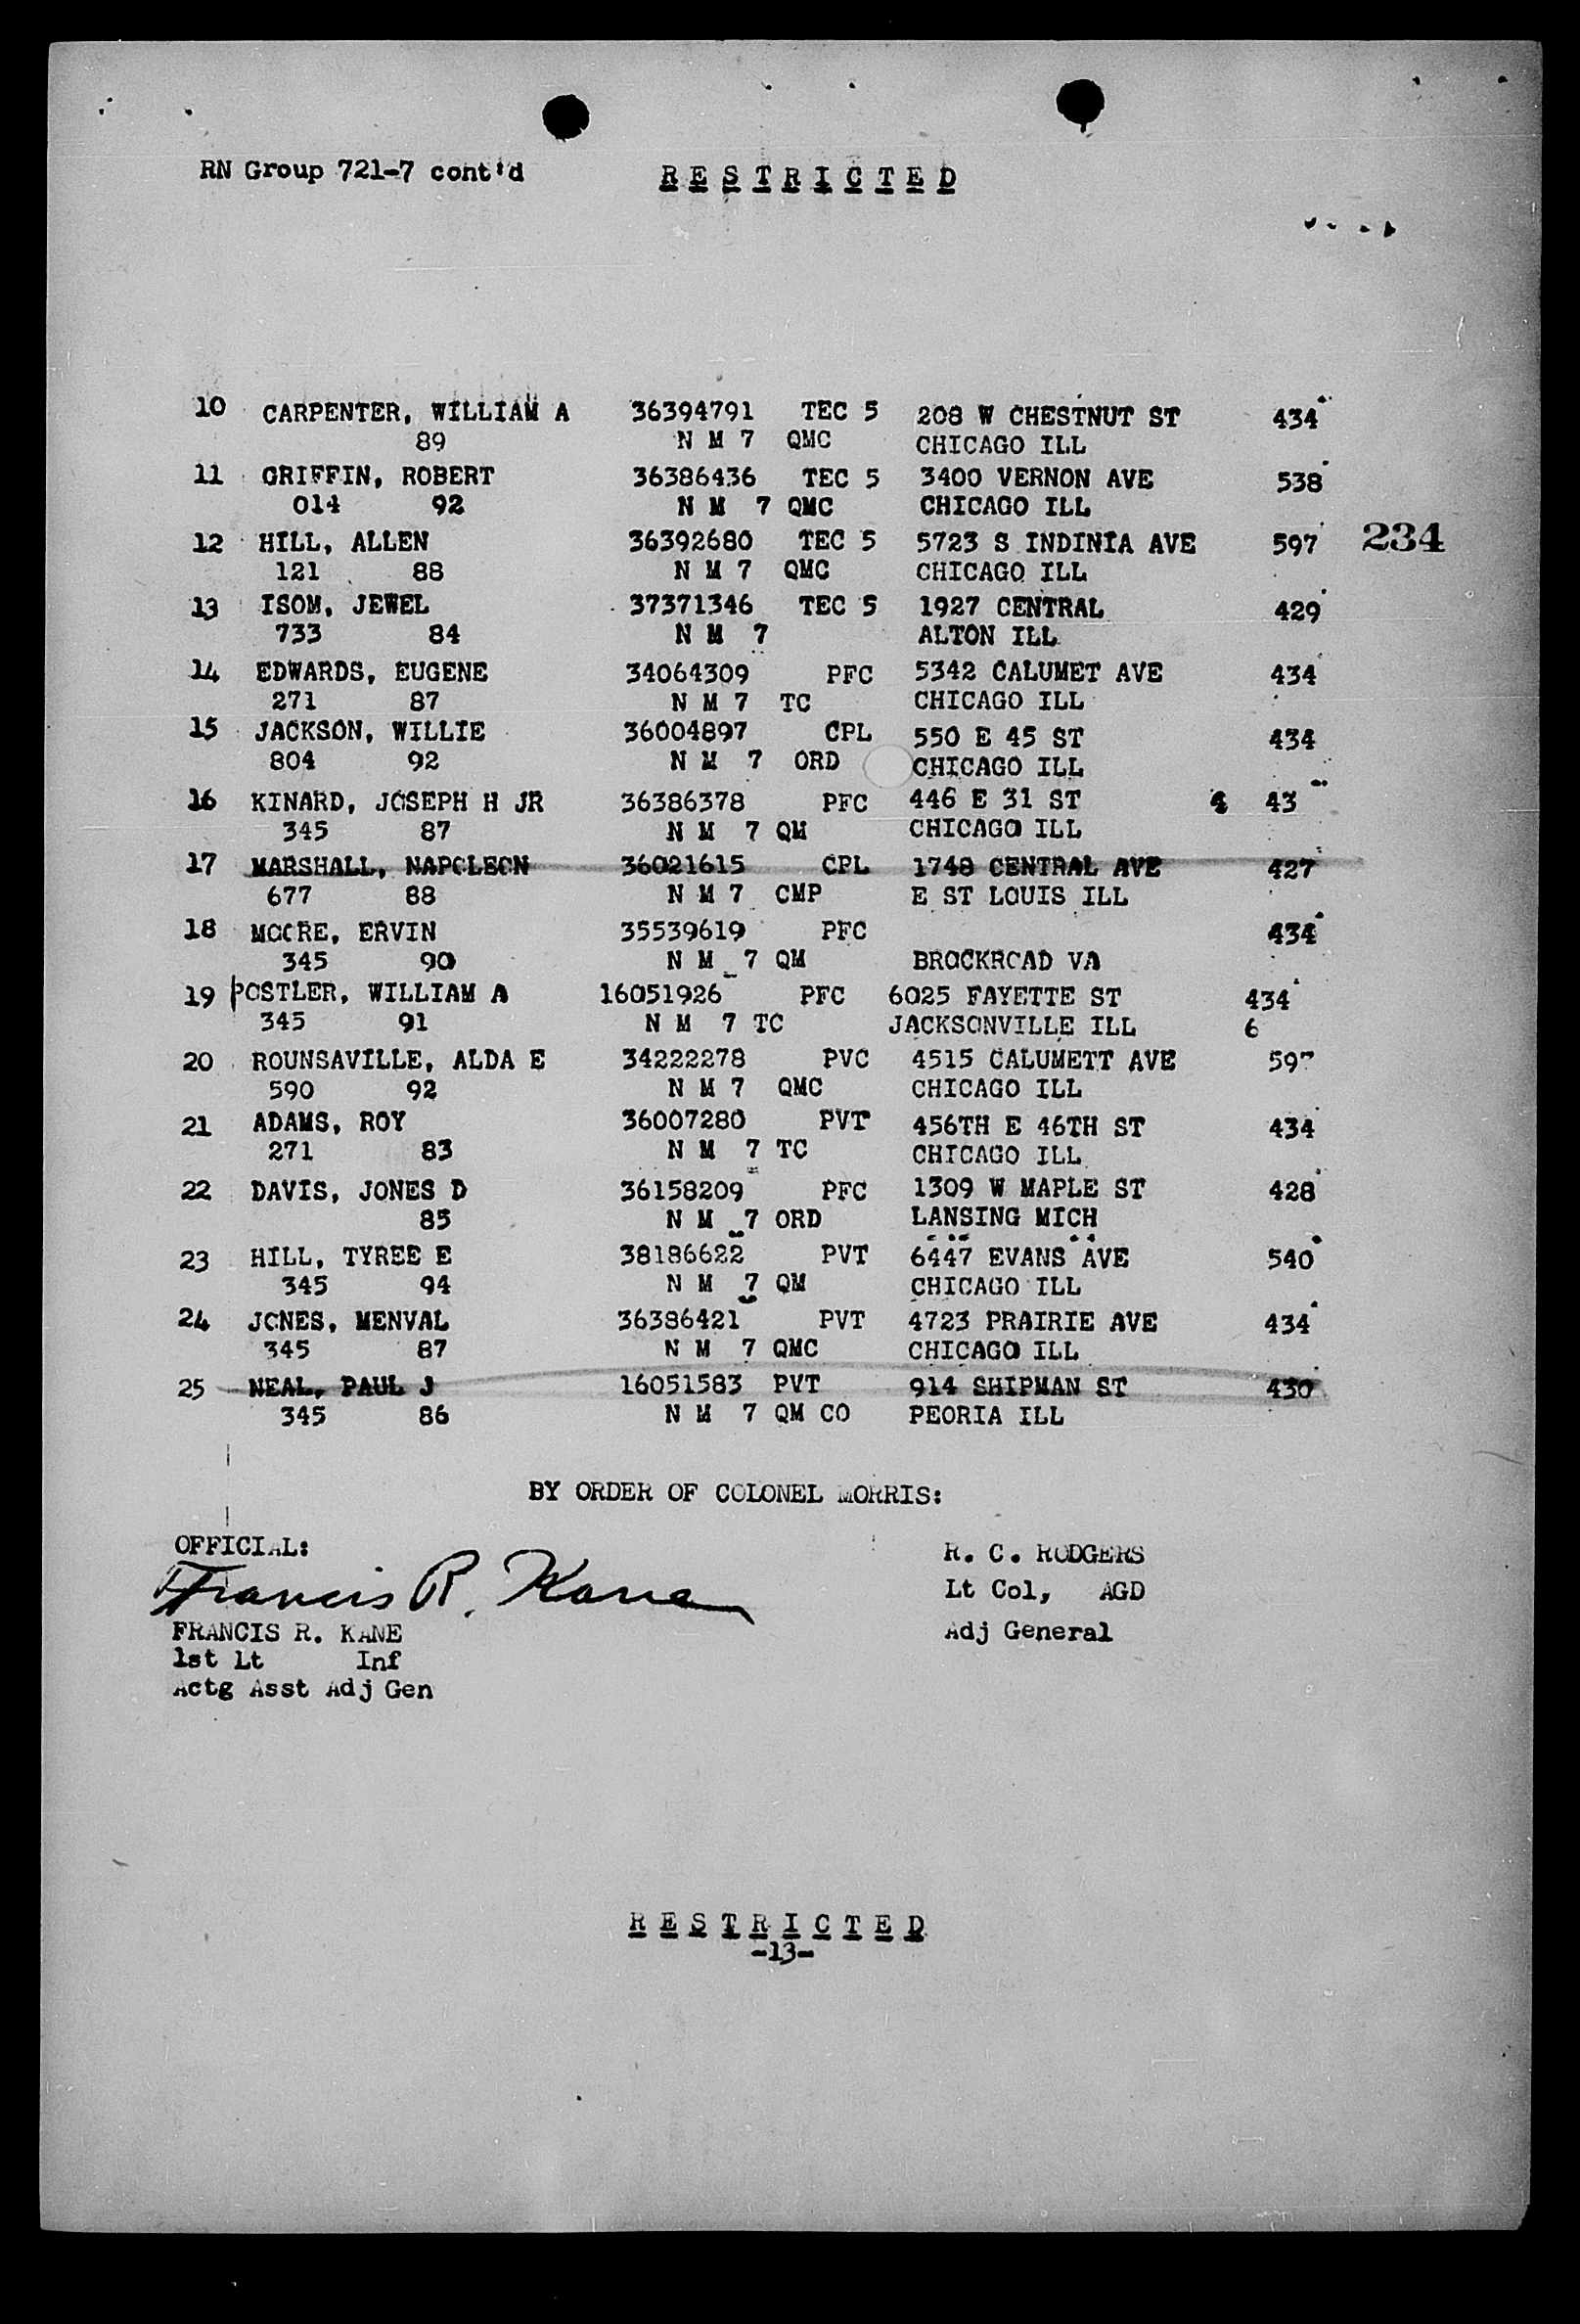 RN Group 721-7 cont'd R E S T R I C T E D
10 CARPENTER, WILLIAM A 36394791 TEC 5 208 W CHESTNUT ST 434
89 N M 7 QMC CHICAGO ILL
11 GRIFFIN, ROBERT 36386436 TEC 5 3400 VERNON AVE 538
014 92 N M 7 QMC CHICAGO ILL
12 HILL, ALLEN 36392680 TEC 5 5723 S INDINIA AVE 597 234
121 88 N M 7 QMC CHICAGO ILL
13 ISOM, JEWEL 37371346 TEC 5 1927 CENTRAL 429
733 84 N M 7 ALTON ILL
14 EDWARDS, EUGENE 34064309 PFC 5342 CALUMET AVE 434
271 87 N M 7 TC CHICAGO ILL
15 JACKSON, WILLIE 36004897 CPL 550 E 45 ST 434
804 92 N M 7 ORD CHICAGO ILL
16 KINARD, JOSEPH H JR 36386378 PFC 446 E 31 ST 4 43
345 87 N M 7 QM CHICAGO ILL
17 MARSHALL, NAPOLEON 36021615 CPL 1748 CENTRAL AVE 427
677 88 N M 7 CMP E ST LOUIS ILL
18 MOORE, ERVIN 35539619 PFC 434
345 90 N M 7 QM BROCKROAD VA
19 POSTLER, WILLIAM A 16051926 PFC 6025 FAYETTE ST 434
345 91 N M 7 TC JACKSONVILLE ILL 6
20 ROUNSAVILLE, ALDA E 34222278 PVC 4515 CALUMETT AVE 597
590 92 N M 7 QMC CHICAGO ILL
21 ADAMS, ROY 36007280 PVT 456TH E 46TH ST 434
271 83 N M 7 TC CHICAGO ILL
22 DAVIS, JONES D 36158209 PFC 1309 W MAPLE ST 428
85 N M 7 ORD LANSING MICH
23 HILL, TYREE E 38186622 PVT 6447 EVANS AVE 540
345 94 N M 7 QM CHICAGO ILL
24 JONES, MENVAL 36386421 PVT 4723 PRAIRIE AVE 434
345 87 N M 7 QMC CHICAGO ILL
25 NEAL, PAUL J 16051583 PVT 914 SHIPMAN ST 430
345 86 N M 7 QM CO PEORIA ILL
BY ORDER OF COLONEL MORRIS:
OFFICIAL: R. C. RODGERS
Francis R. Kane Lt Col, AGD
FRANCIS R. KANE Adj General
1st Lt Inf
Actg Asst Adj Gen
R E S T R I C T E D
-13-